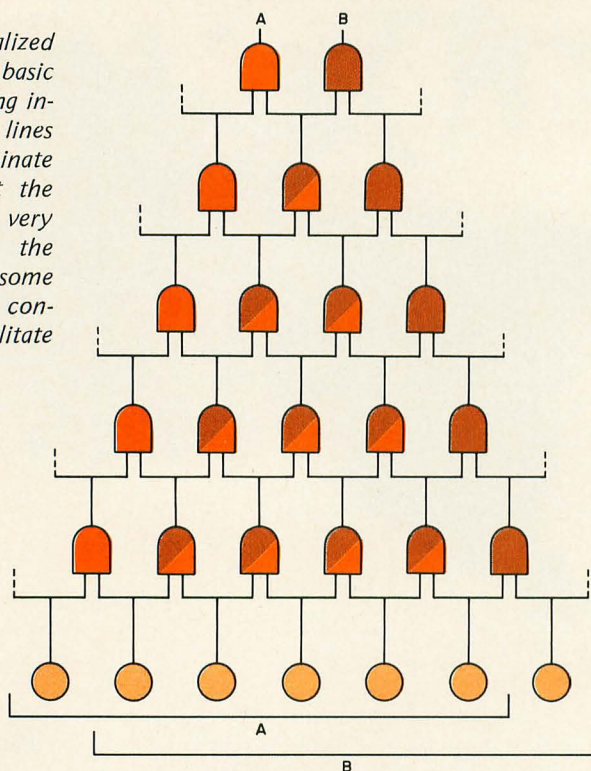 A B
alized
basic
ng in-
lines
inate
t the
very
the
some
con-
litate
A
B